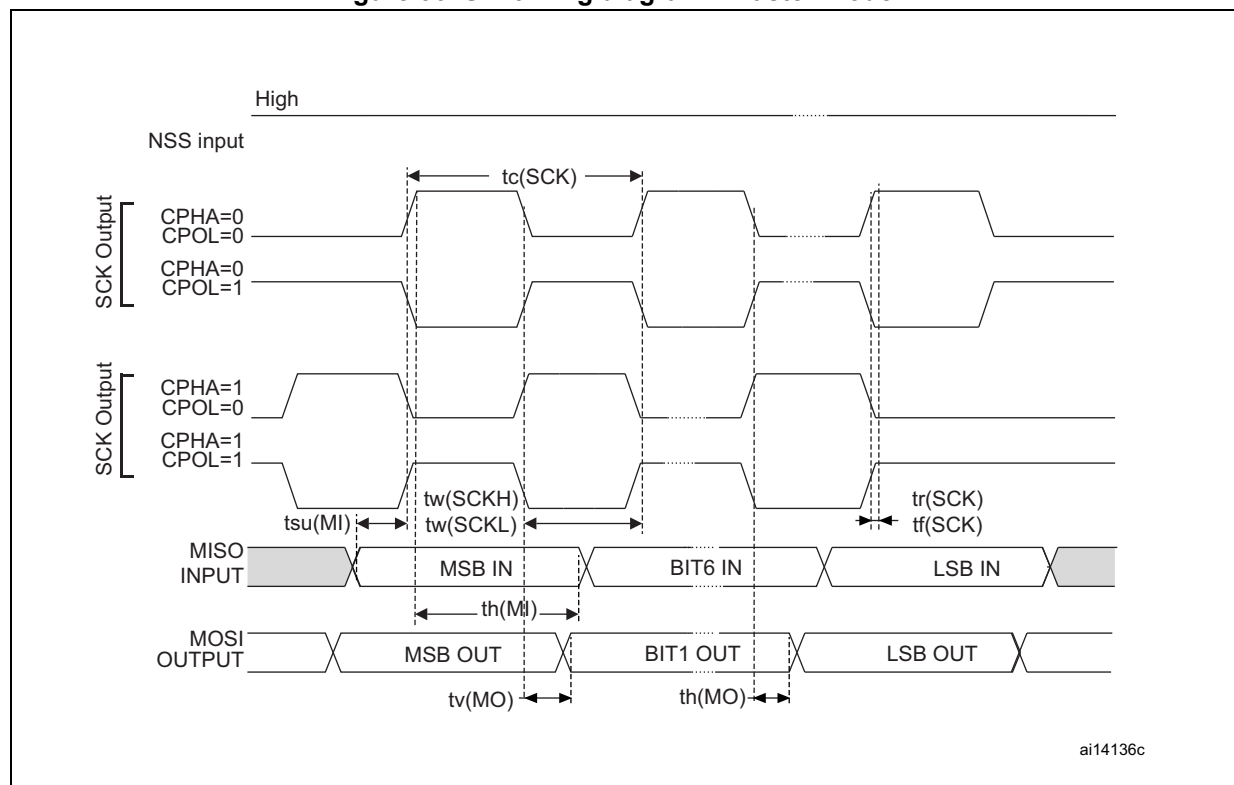 High
NSS input
tc(SCK)
SCK Output
CPHA=0
CPOL=0
CPHA=0
CPOL=1
SCK Output
CPHA=1
CPOL=0
CPHA=1
CPOL=1
tw(SCKH)
tw(SCKL)
tr(SCK)
tf(SCK)
tsu(MI)
MISO
INPUT
MSB IN
BIT6 IN
LSB IN
th(MI)
MOSI
OUTPUT
MSB OUT
BIT1 OUT
LSB OUT
tv(MO)
th(MO)
ai14136c